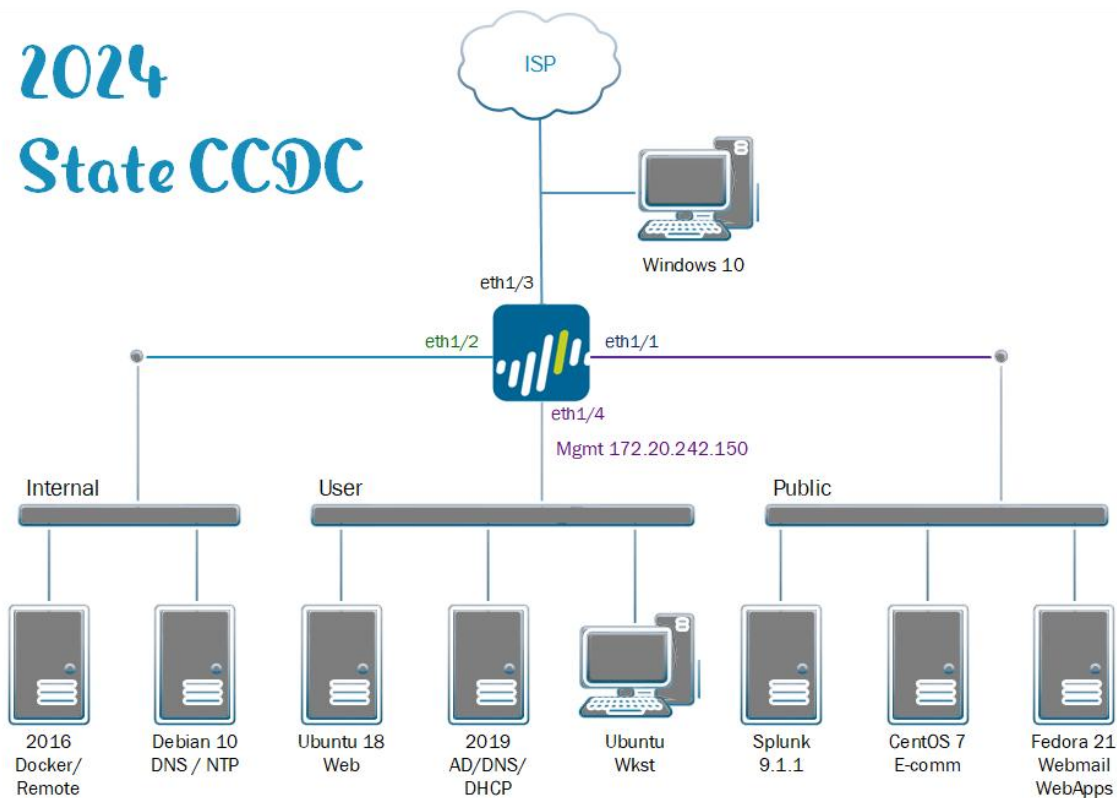 2024
State CCDC
ISP
Windows 10
eth1/3
eth1/2
eth1/1
eth1/4
Mgmt 172.20.242.150
Internal
User
Public
2016
Docker/
Remote
Debian 10
DNS / NTP
Ubuntu 18
Web
2019
AD/DNS/
DHCP
Ubuntu
Wkst
Splunk
9.1.1
CentOS 7
E-comm
Fedora 21
Webmail
WebApps